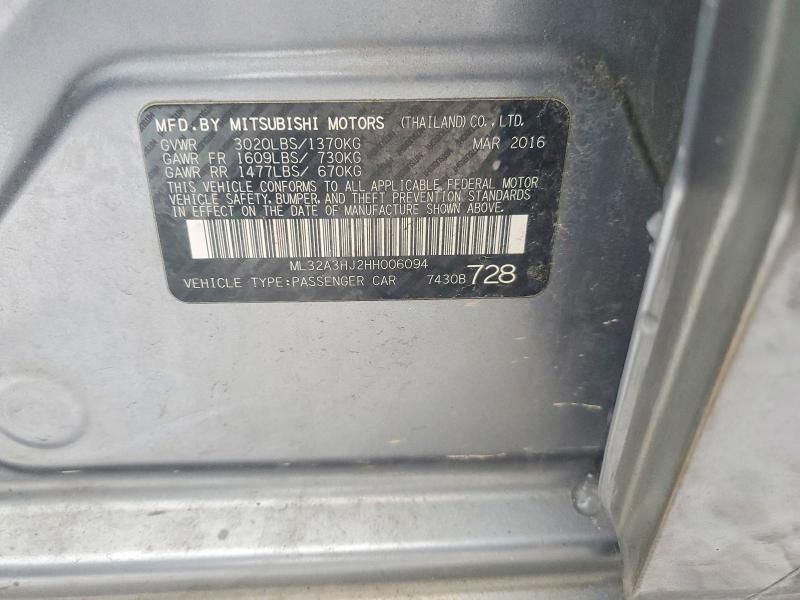 MFD.BY MITSUBISHI MOTORS (THAILAND)CO.,LTD.
GVWR 3020LBS/1370KG MAR 2016
GAWR FR 1609LBS/ 730KG
GAWR RR 1477LBS/ 670KG
THIS VEHICLE CONFORMS TO ALL APPLICABLE FEDERAL MOTOR
VEHICLE SAFETY, BUMPER, AND THEFT PREVENTION STANDARDS
IN EFFECT ON THE DATE OF MANUFACTURE SHOWN ABOVE.
ML32A3HJ2HH006094
VEHICLE TYPE:PASSENGER CAR 7430B 728